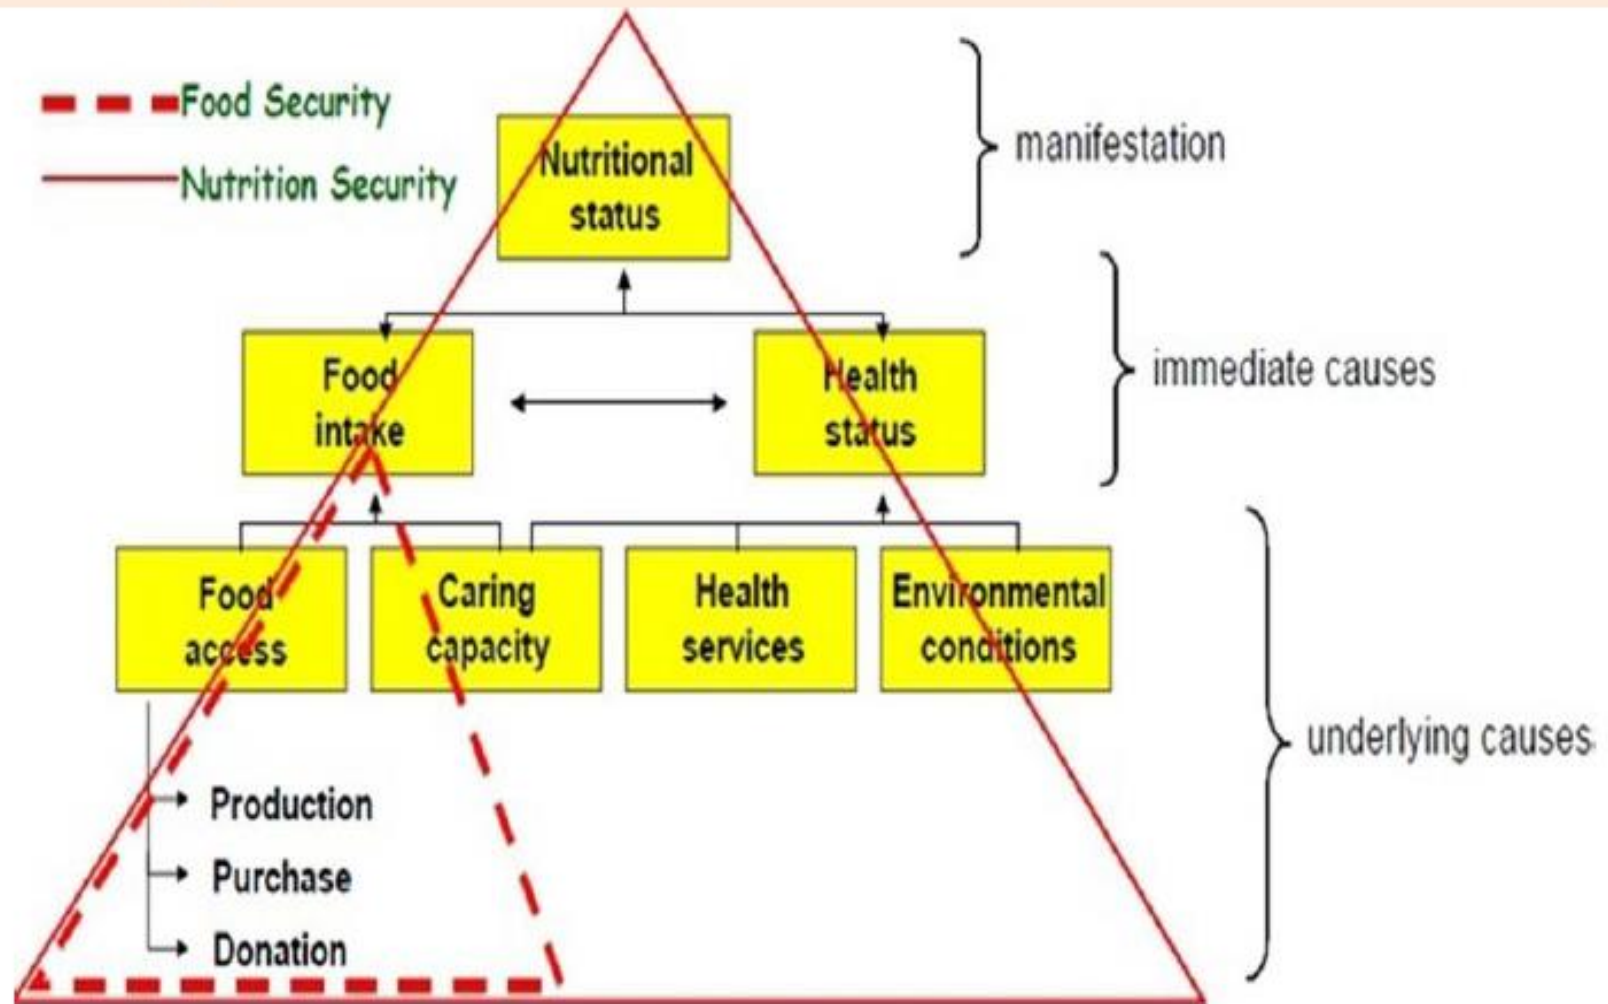 Food Security
Nutrition Security
Nutritional
status
manifestation
Food
intake
Health
status
immediate causes
Food
access
Caring
capacity
Health
services
Environmental
conditions
underlying causes
Production
Purchase
Donation